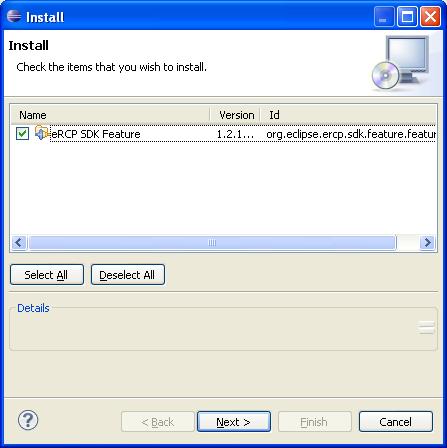 Install
Install
Check the items that you wish to install.
Name Version Id
eRCP SDK Feature 1.2.1... org.eclipse.ercp.sdk.feature.featur
Select All Deselect All
Details
? < Back Next > Finish Cancel